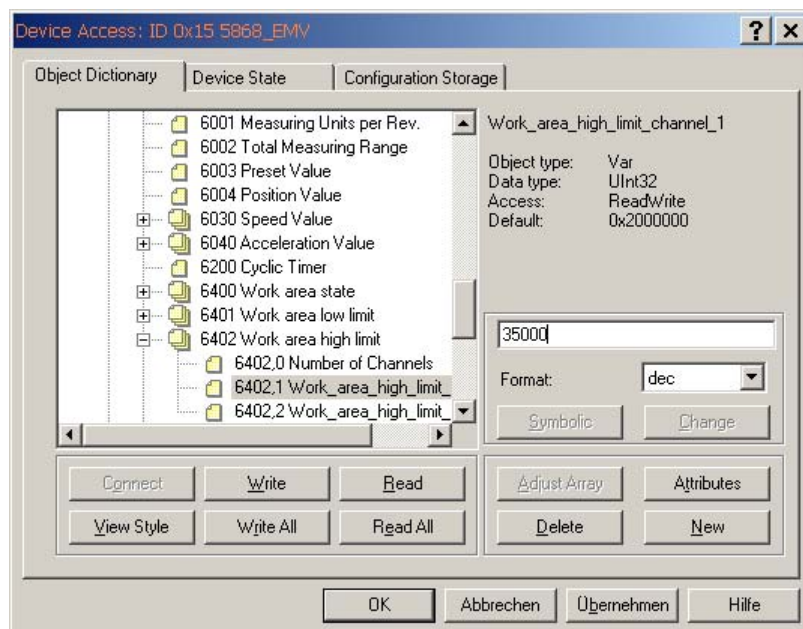 Device Access: ID 0x15 5868_EMV
Object Dictionary Device State Configuration Storage
6001 Measuring Units per Rev.
6002 Total Measuring Range
6003 Preset Value
6004 Position Value
6030 Speed Value
6040 Acceleration Value
6200 Cyclic Timer
6400 Work area state
6401 Work area low limit
6402 Work area high limit
6402,0 Number of Channels
6402,1 Work_area_high_limit_
6402,2 Work_area_high_limit_
Work_area_high_limit_channel_1
Object type: Var
Data type: UInt32
Access: ReadWrite
Default: 0x2000000
35000
Format: dec
Symbolic Change
Connect Write Read
View Style Write All Read All
Adjust Array Attributes
Delete New
OK Abbrechen Übernehmen Hilfe